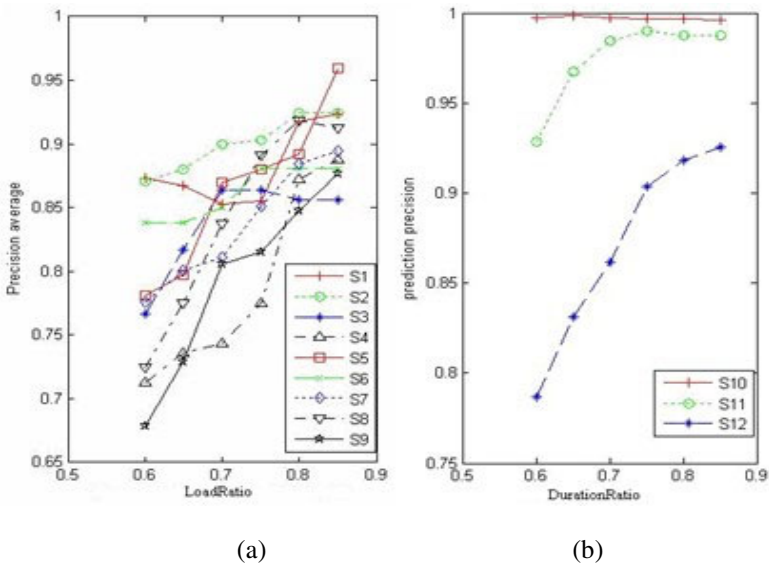 1
0.95
0.9
0.85
0.8
0.75
0.7
0.65
Precision average
0.5 0.6 0.7 0.8 0.9
LoadRatio
S1
S2
S3
S4
S5
S6
S7
S8
S9
(a)
1
0.95
0.9
0.85
0.8
0.75
prediction precision
0.5 0.6 0.7 0.8 0.9
DurationRatio
S10
S11
S12
(b)